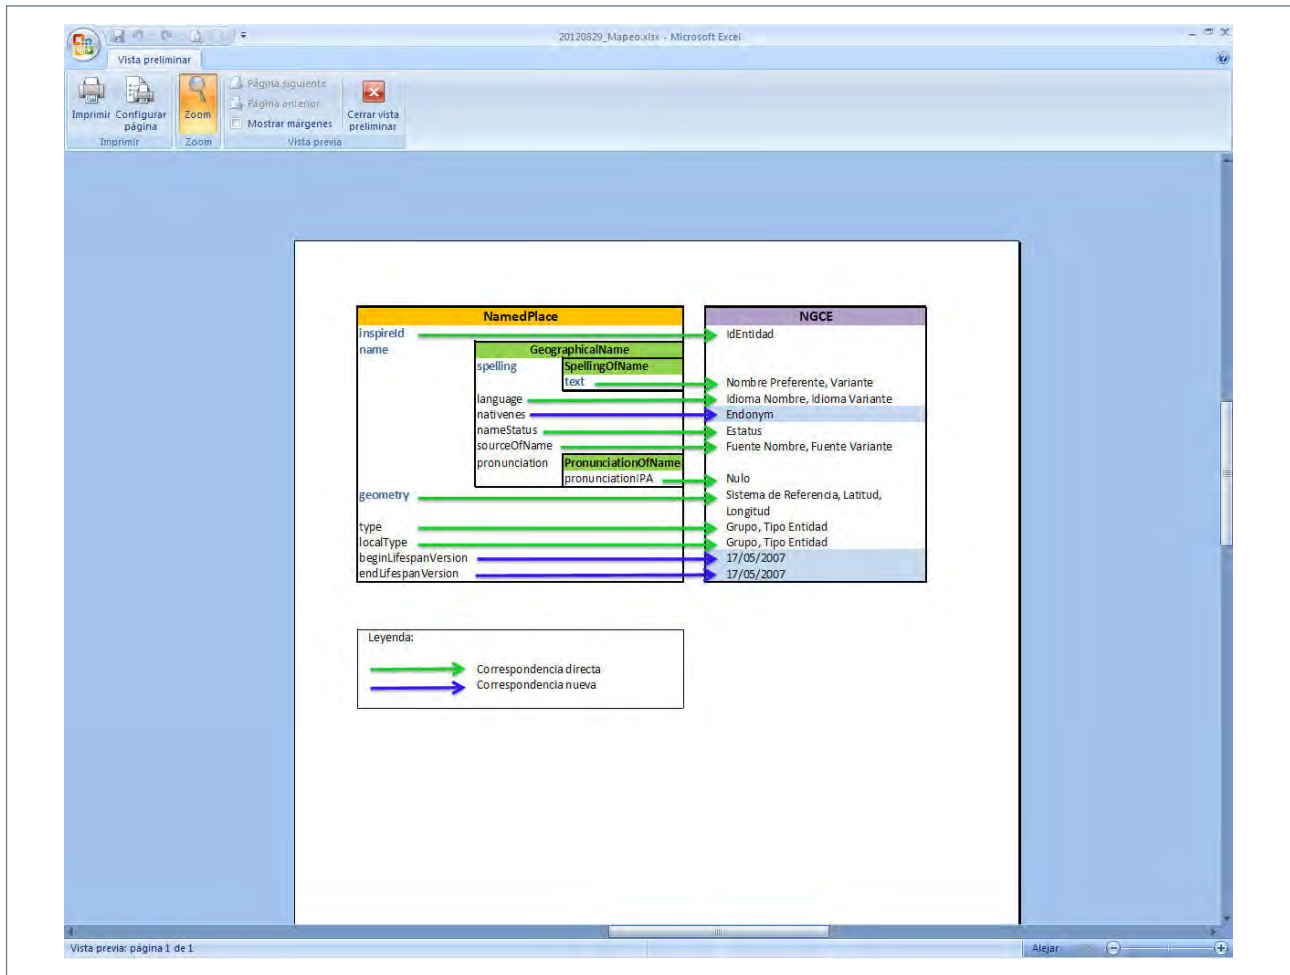 20120829_Mapeo.xlsx - Microsoft Excel
Vista preliminar
Imprimir
Configurar página
Zoom
Página siguiente
Página anterior
Mostrar márgenes
Cerrar vista preliminar
Imprimir
Zoom
Vista previa
NamedPlace
NGCE
inspireId
IdEntidad
name
GeographicalName
spelling
SpellingOfName
text
Nombre Preferente, Variante
language
Idioma Nombre, Idioma Variante
nativenes
Endonym
nameStatus
Estatus
sourceOfName
Fuente Nombre, Fuente Variante
pronunciation
PronunciationOfName
pronunciationIPA
Nulo
geometry
Sistema de Referencia, Latitud,
Longitud
type
Grupo, Tipo Entidad
localType
Grupo, Tipo Entidad
beginLifespanVersion
17/05/2007
endLifespanVersion
17/05/2007
Leyenda:
Correspondencia directa
Correspondencia nueva
Vista previa: página 1 de 1
Alejar